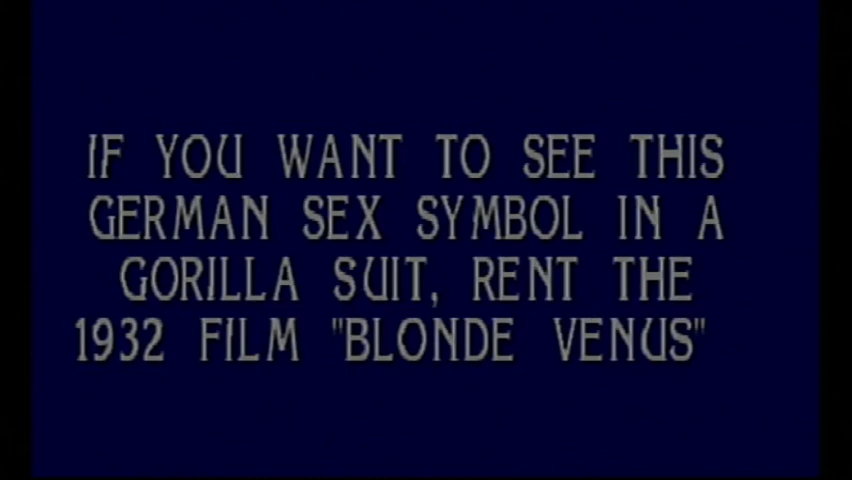 IF YOU WANT TO SEE THIS
GERMAN SEX SYMBOL IN A
GORILLA SUIT, RENT THE
1932 FILM "BLONDE VENUS"